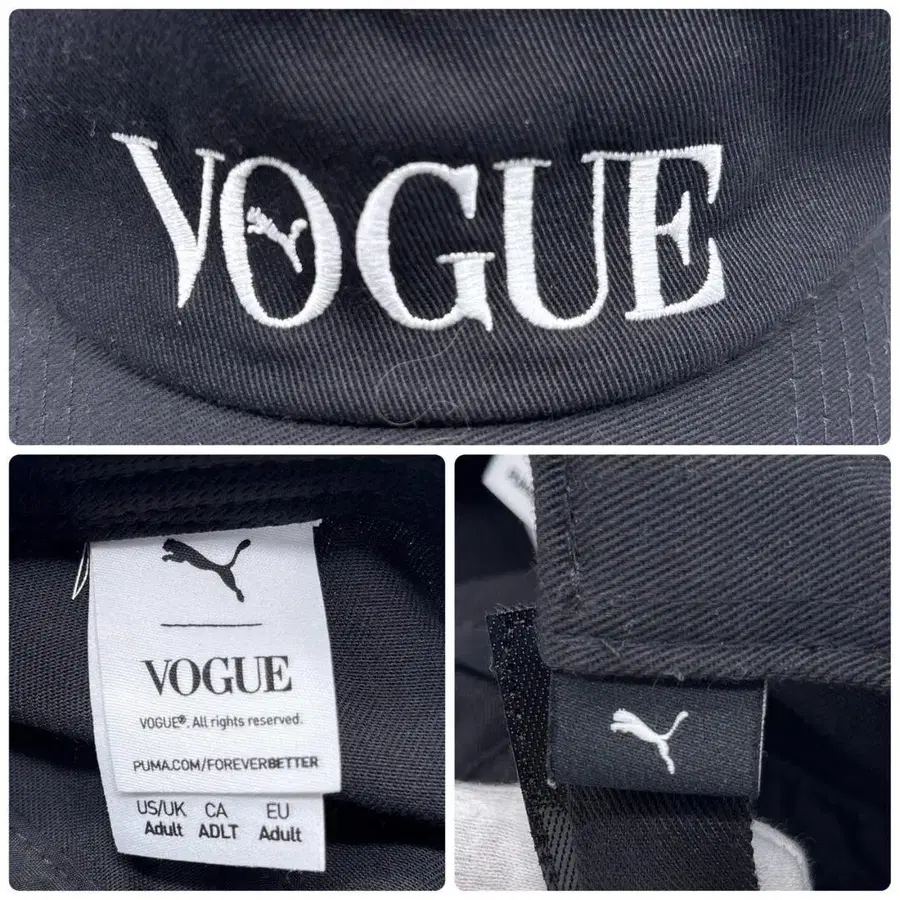 VOGUE
VOGUE
VOGUE®. All rights reserved.
PUMA.COM/FOREVERBETTER
US/UK CA EU
Adult ADLT Adult